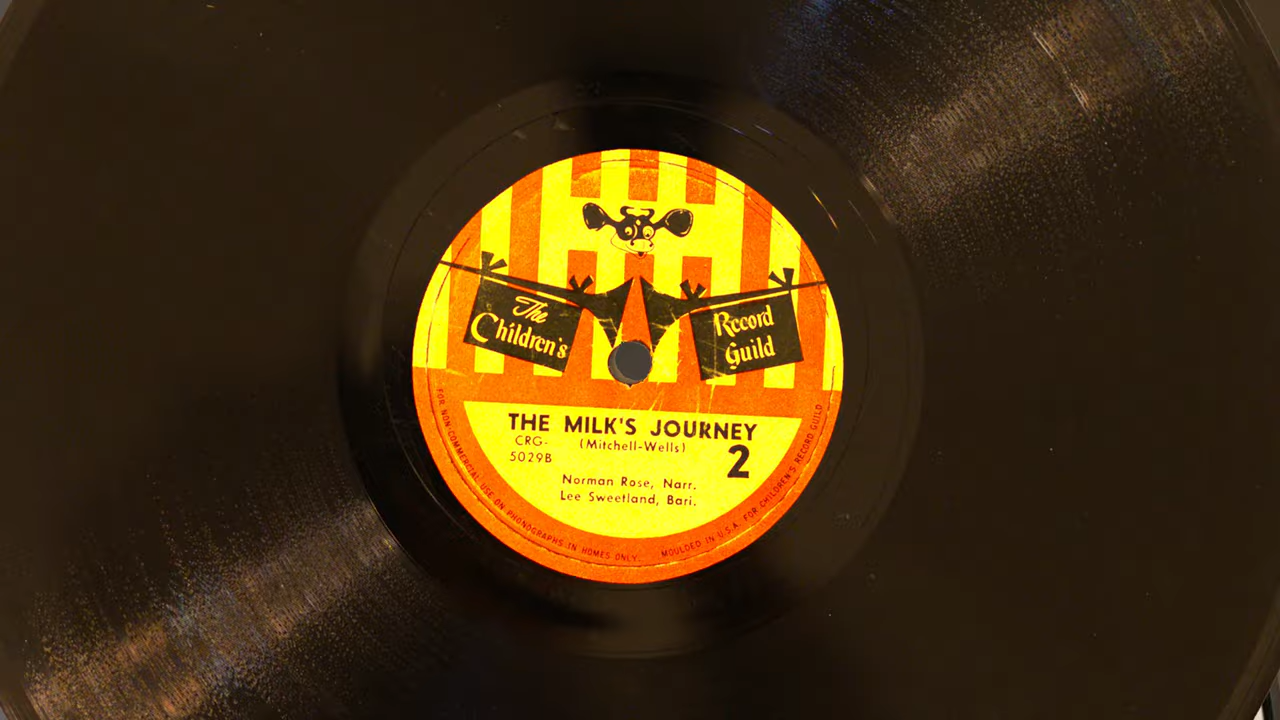 The
Children's
Record
Guild
THE MILK'S JOURNEY
CRG-
5029B
(Mitchell-Wells)
2
Norman Rose, Narr.
Lee Sweetland, Bari.
FOR NON-COMMERCIAL USE ON PHONOGRAPHS IN HOMES ONLY. MOULDED IN U.S.A. FOR CHILDREN'S RECORD GUILD